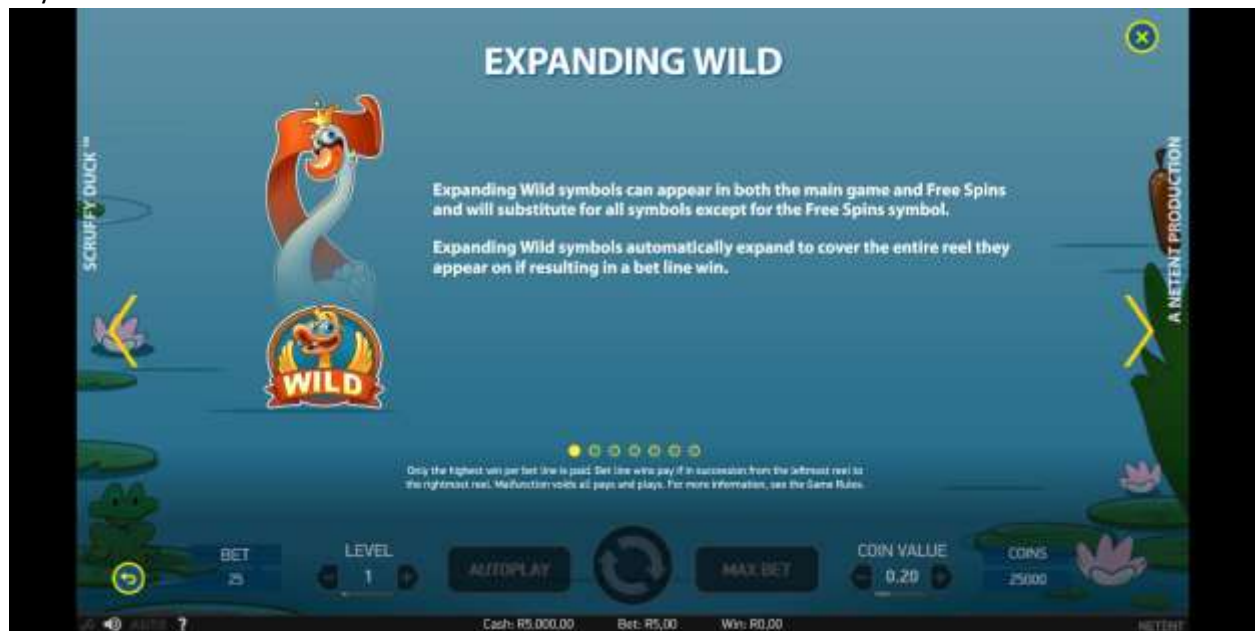 EXPANDING WILD
SCRUFFY DUCK™
A NETENT PRODUCTION
Expanding Wild symbols can appear in both the main game and Free Spins
and will substitute for all symbols except for the Free Spins symbol.
Expanding Wild symbols automatically expand to cover the entire reel they
appear on if resulting in a bet line win.
WILD
Only the highest win per bet line is paid. Bet line wins pay if in succession from the leftmost reel to
the rightmost reel. Malfunction voids all pays and plays. For more information, see the Game Rules.
BET
25
LEVEL
1
AUTOPLAY
MAX BET
COIN VALUE
0.20
COINS
25000
AUTO ?
Cash: R5,000.00 Bet: R5,00 Win: R0,00
NETENT